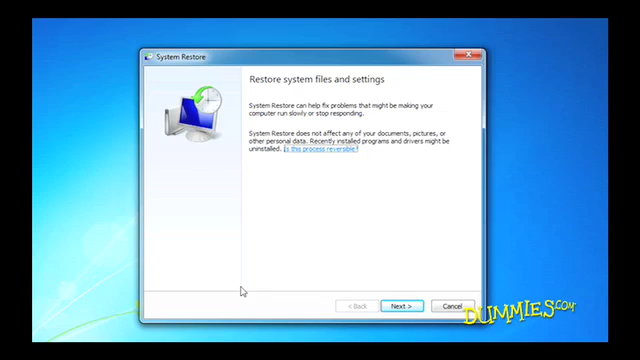 System Restore
Restore system files and settings
System Restore can help fix problems that might be making your
computer run slowly or stop responding.
System Restore does not affect any of your documents, pictures, or
other personal data. Recently installed programs and drivers might be
uninstalled. Is this process reversible?
< Back
Next >
Cancel
DUMMIES.COM